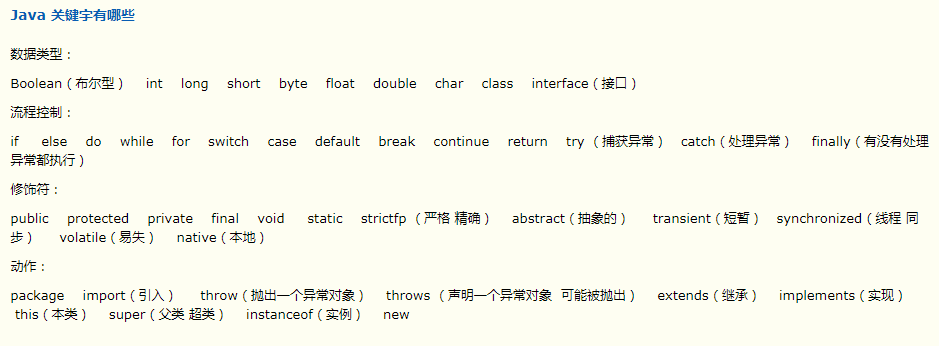 Java 关键字有哪些
数据类型：
Boolean（布尔型） int long short byte float double char class interface（接口）
流程控制：
if else do while for switch case default break continue return try（捕获异常） catch（处理异常） finally（有没有处理
异常都执行）
修饰符：
public protected private final void static strictfp（严格 精确） abstract（抽象的） transient（短暂） synchronized（线程 同
步） volatile（易失） native（本地）
动作：
package import（引入） throw（抛出一个异常对象） throws （声明一个异常对象 可能被抛出） extends（继承） implements（实现）
this（本类） super（父类 超类） instanceof（实例） new